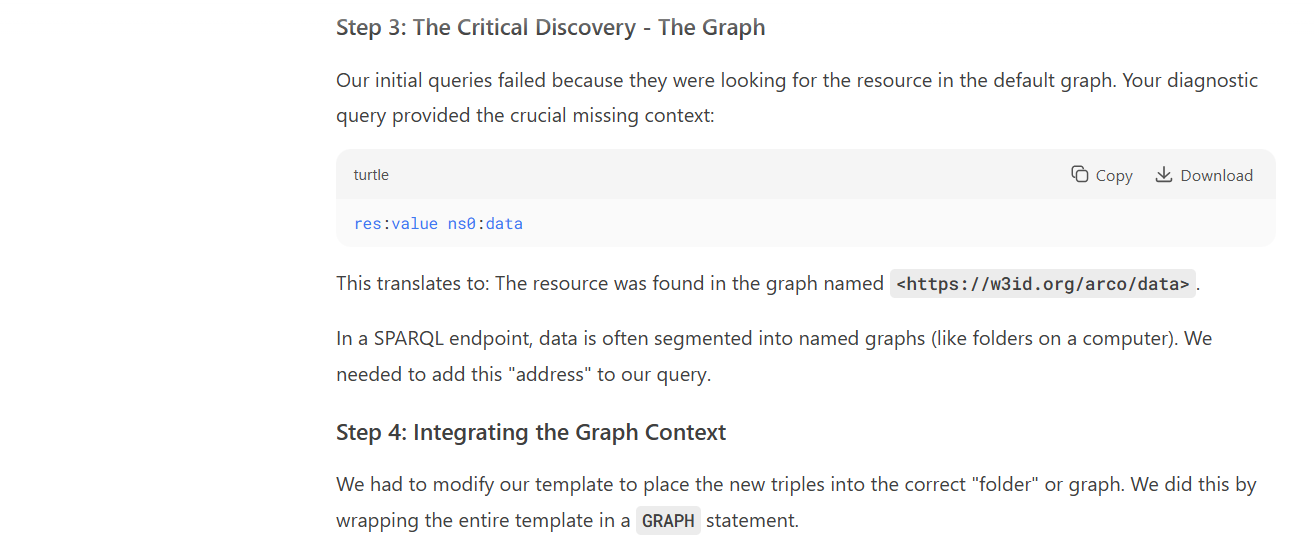 Step 3: The Critical Discovery - The Graph
Our initial queries failed because they were looking for the resource in the default graph. Your diagnostic
query provided the crucial missing context:
turtle
Copy
Download
res:value ns0:data
This translates to: The resource was found in the graph named <https://w3id.org/arco/data>.
In a SPARQL endpoint, data is often segmented into named graphs (like folders on a computer). We
needed to add this "address" to our query.
Step 4: Integrating the Graph Context
We had to modify our template to place the new triples into the correct "folder" or graph. We did this by
wrapping the entire template in a GRAPH statement.